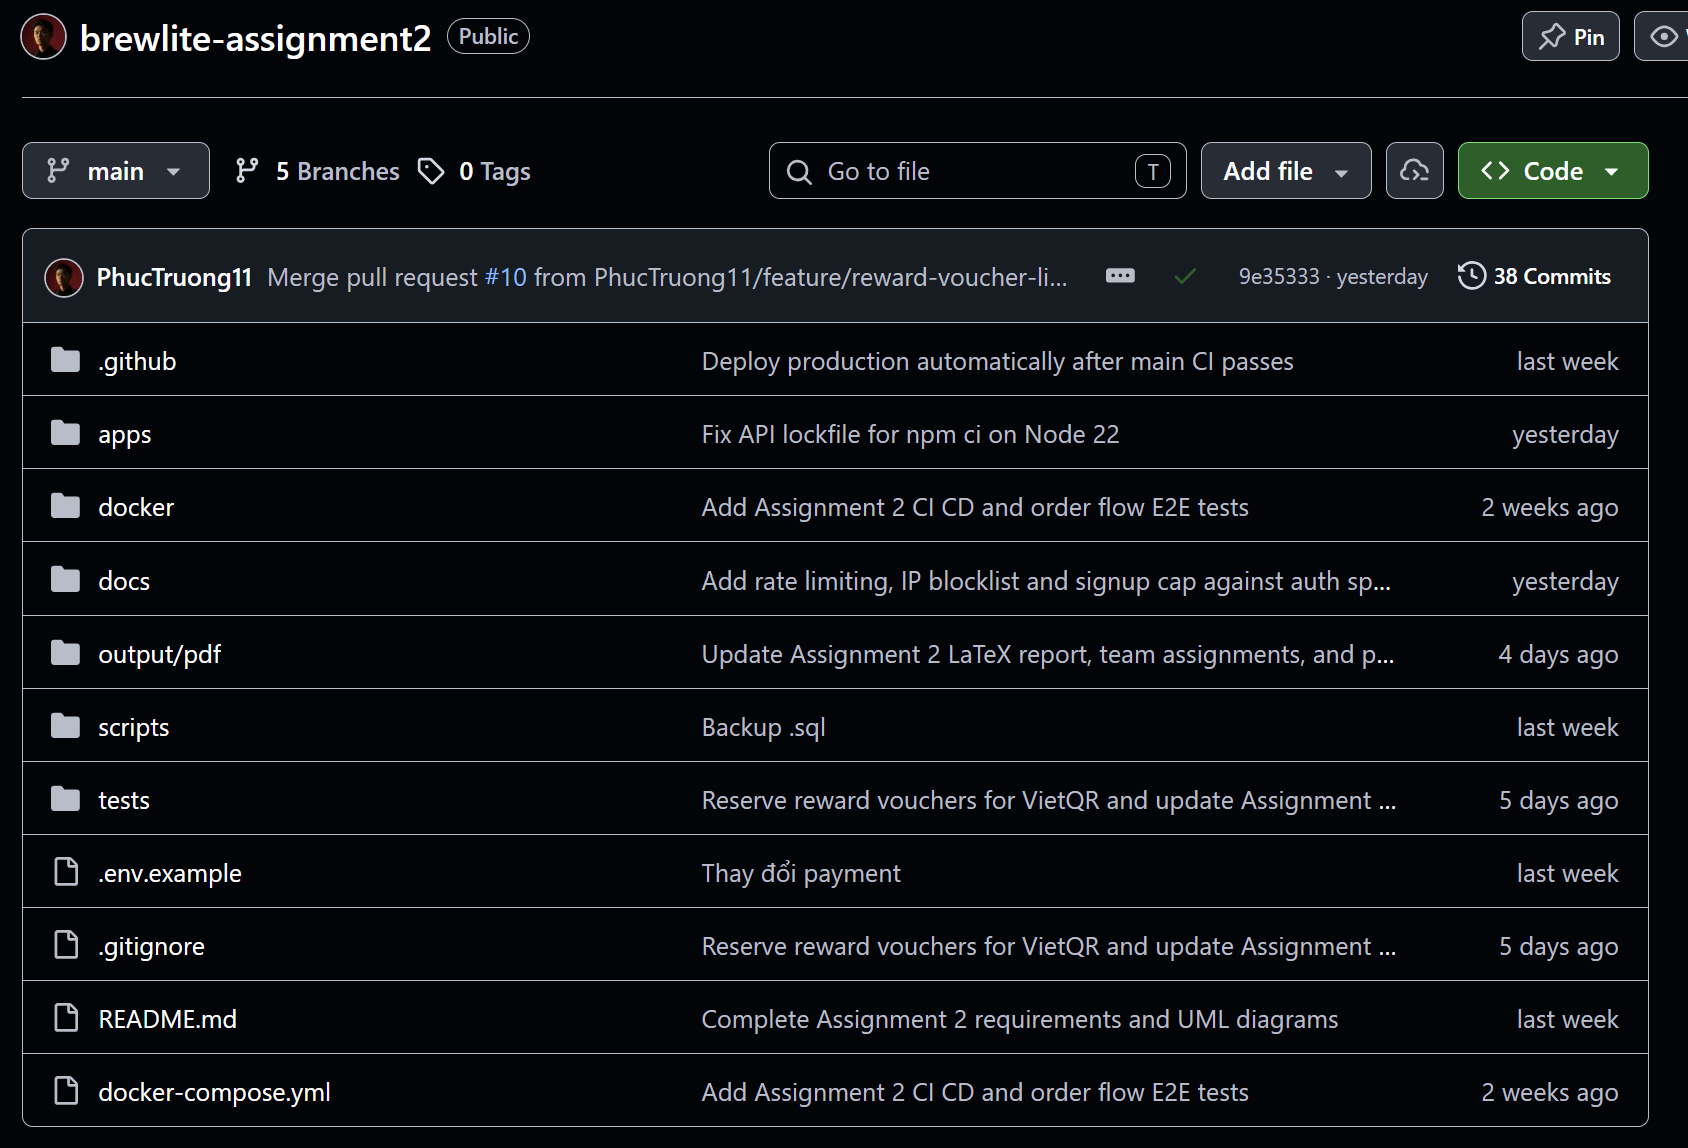 brewlite-assignment2 Public Pin
main 5 Branches 0 Tags Go to file T Add file Code
PhucTruong11 Merge pull request #10 from PhucTruong11/feature/reward-voucher-li... 9e35333 · yesterday 38 Commits
.github Deploy production automatically after main CI passes last week
apps Fix API lockfile for npm ci on Node 22 yesterday
docker Add Assignment 2 CI CD and order flow E2E tests 2 weeks ago
docs Add rate limiting, IP blocklist and signup cap against auth sp... yesterday
output/pdf Update Assignment 2 LaTeX report, team assignments, and p... 4 days ago
scripts Backup .sql last week
tests Reserve reward vouchers for VietQR and update Assignment ... 5 days ago
.env.example Thay đổi payment last week
.gitignore Reserve reward vouchers for VietQR and update Assignment ... 5 days ago
README.md Complete Assignment 2 requirements and UML diagrams last week
docker-compose.yml Add Assignment 2 CI CD and order flow E2E tests 2 weeks ago